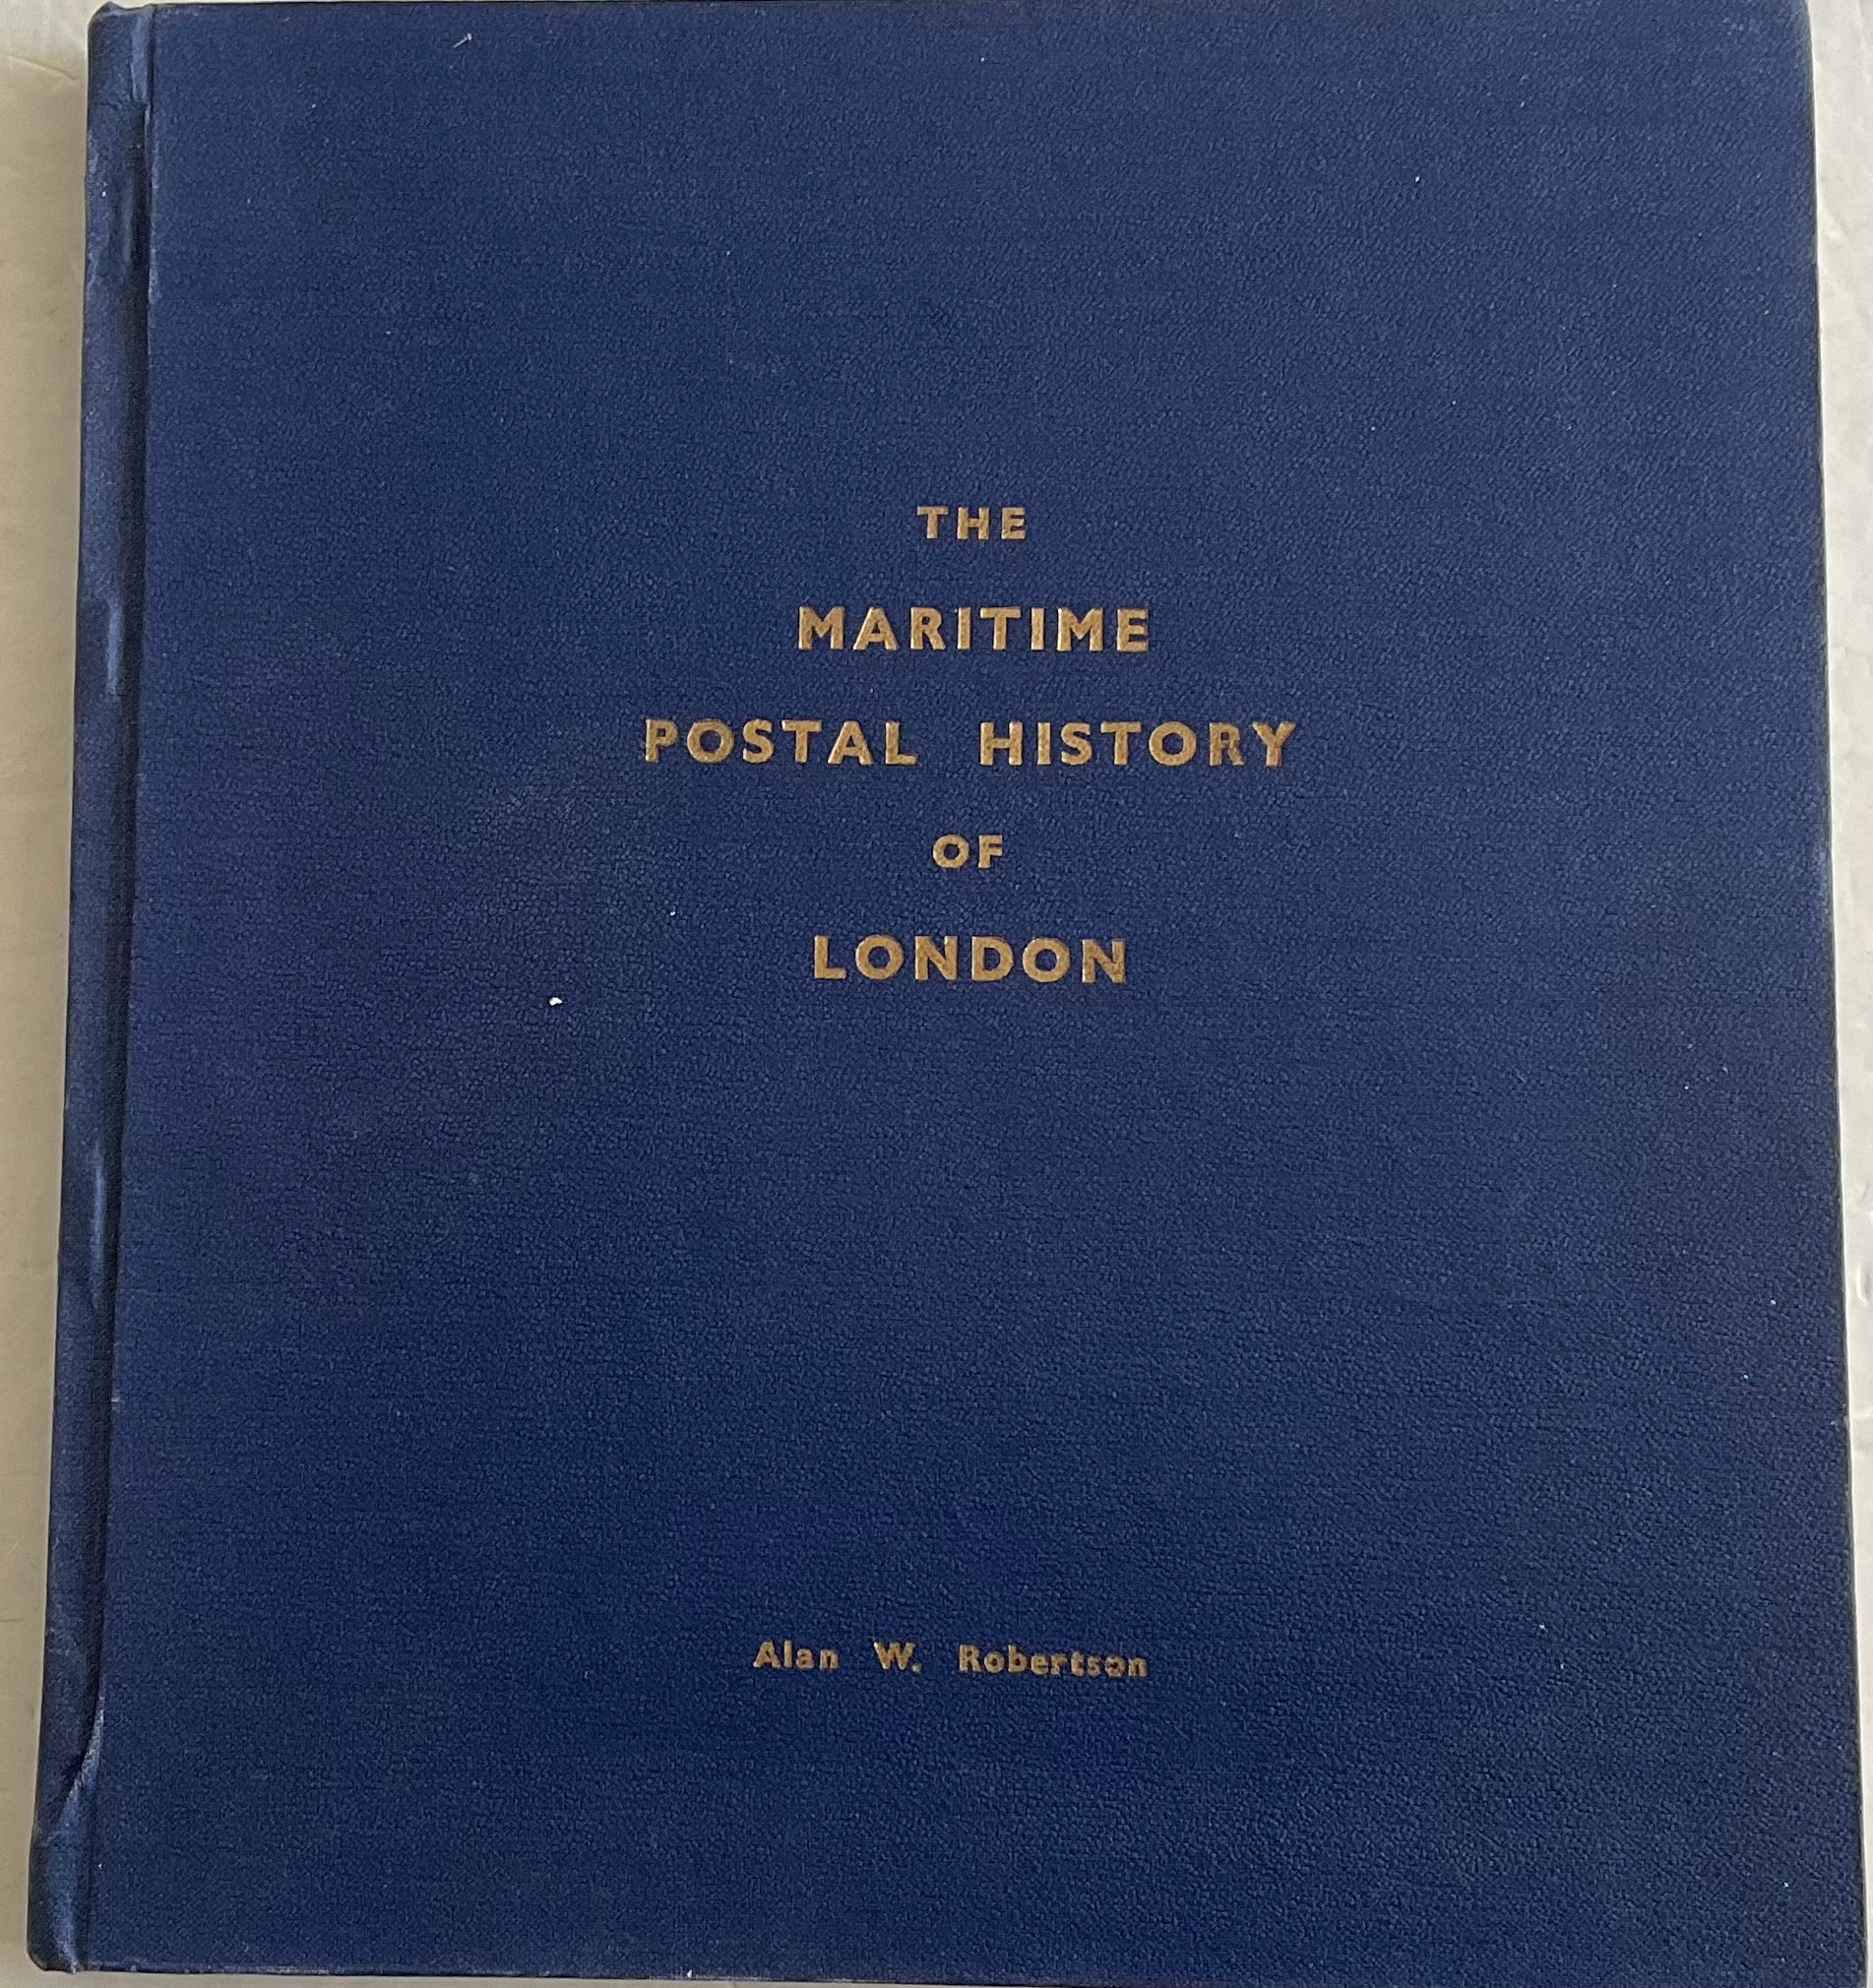 THE
MARITIME
POSTAL HISTORY
OF
LONDON
Alan W. Robertson